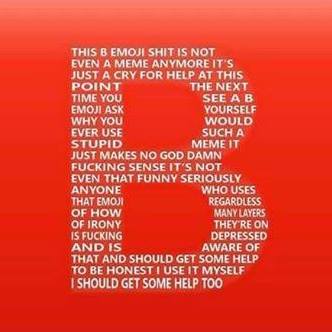 THIS B EMOJI SHIT IS NOT
EVEN A MEME ANYMORE IT'S
JUST A CRY FOR HELP AT THIS
POINT THE NEXT
TIME YOU SEE A B
EMOJI ASK YOURSELF
WHY YOU WOULD
EVER USE SUCH A
STUPID MEME IT
JUST MAKES NO GOD DAMN
FUCKING SENSE IT'S NOT
EVEN THAT FUNNY SERIOUSLY
ANYONE WHO USES
THAT EMOJI REGARDLESS
OF HOW MANY LAYERS
OF IRONY THEY'RE ON
IS FUCKING DEPRESSED
AND IS AWARE OF
THAT AND SHOULD GET SOME HELP
TO BE HONEST I USE IT MYSELF
I SHOULD GET SOME HELP TOO